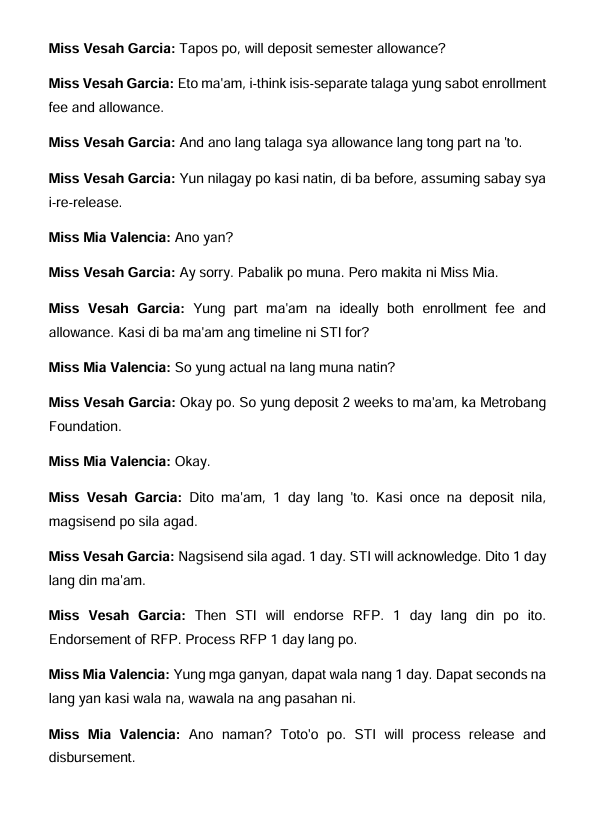 Miss Vesah Garcia: Tapos po, will deposit semester allowance?
Miss Vesah Garcia: Eto ma'am, i-think isis-separate talaga yung sabot enrollment
fee and allowance.
Miss Vesah Garcia: And ano lang talaga sya allowance lang tong part na 'to.
Miss Vesah Garcia: Yun nilagay po kasi natin, di ba before, assuming sabay sya
i-re-release.
Miss Mia Valencia: Ano yan?
Miss Vesah Garcia: Ay sorry. Pabalik po muna. Pero makita ni Miss Mia.
Miss Vesah Garcia: Yung part ma'am na ideally both enrollment fee and
allowance. Kasi di ba ma'am ang timeline ni STI for?
Miss Mia Valencia: So yung actual na lang muna natin?
Miss Vesah Garcia: Okay po. So yung deposit 2 weeks to ma'am, ka Metrobang
Foundation.
Miss Mia Valencia: Okay.
Miss Vesah Garcia: Dito ma'am, 1 day lang 'to. Kasi once na deposit nila,
magsisend po sila agad.
Miss Vesah Garcia: Nagsisend sila agad. 1 day. STI will acknowledge. Dito 1 day
lang din ma'am.
Miss Vesah Garcia: Then STI will endorse RFP. 1 day lang din po ito.
Endorsement of RFP. Process RFP 1 day lang po.
Miss Mia Valencia: Yung mga ganyan, dapat wala nang 1 day. Dapat seconds na
lang yan kasi wala na, wawala na ang pasahan ni.
Miss Mia Valencia: Ano naman? Toto'o po. STI will process release and
disbursement.